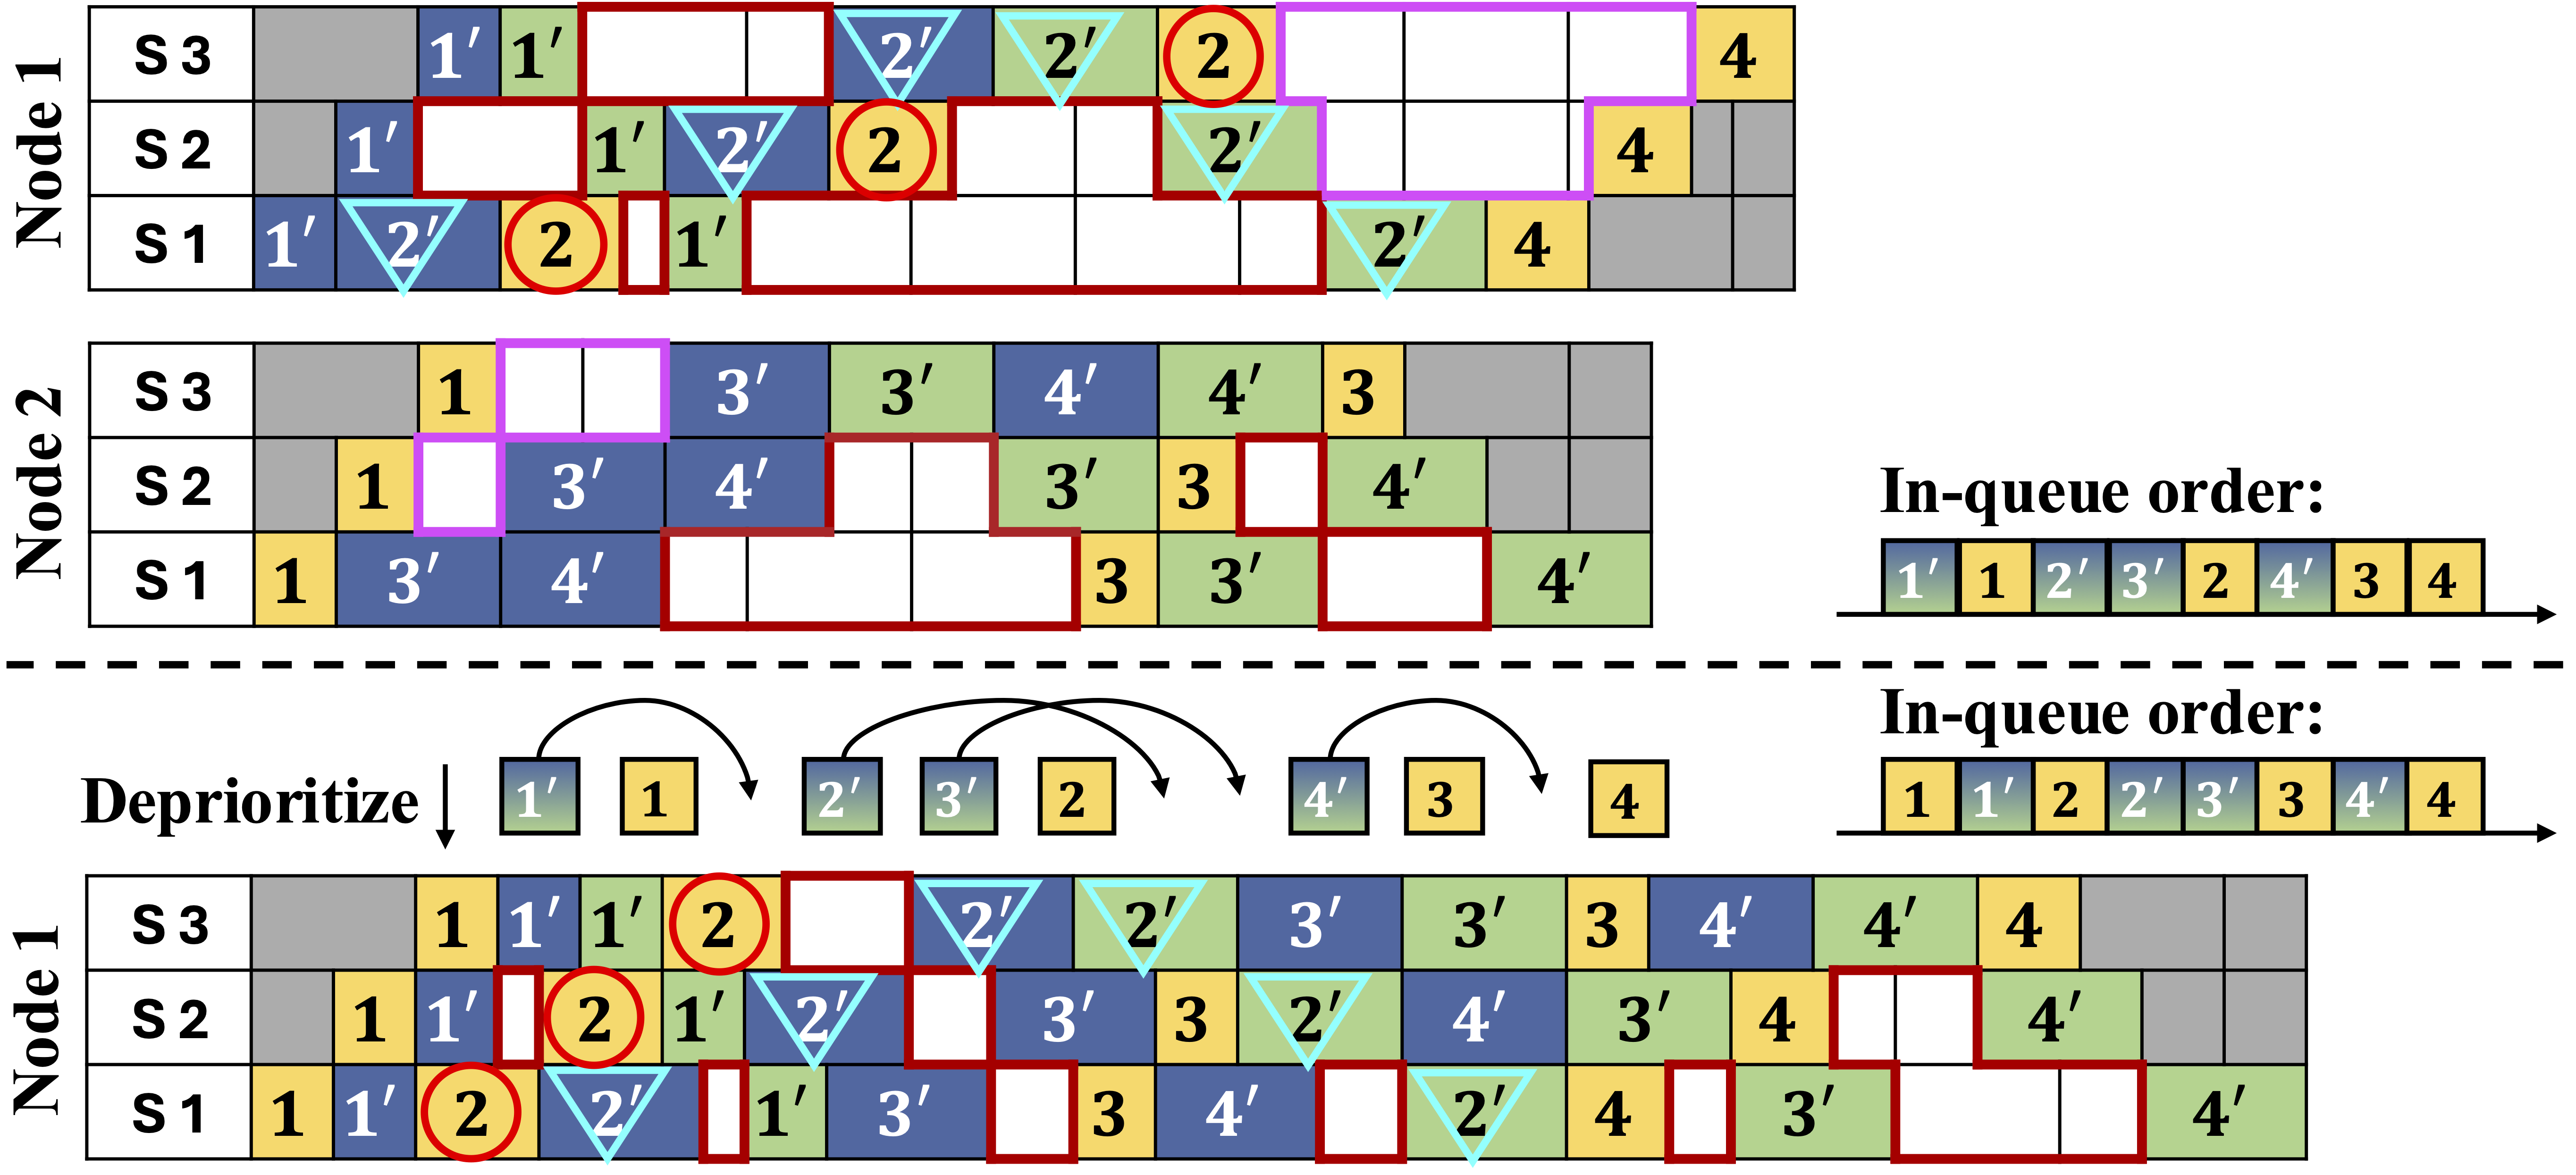 Node 1
S 3 1′ 1′ 2′ 2′ 2 4
S 2 1′ 1′ 2′ 2 2′ 4
S 1 1′ 2′ 2 1′ 2′ 4
Node 2
S 3 1 3′ 3′ 4′ 4′ 3
S 2 1 3′ 4′ 3′ 3 4′
S 1 1 3′ 4′ 3 3′ 4′
In-queue order:
1′ 1 2′ 3′ 2 4′ 3 4
Deprioritize
1′ 1 2′ 3′ 2 4′ 3 4
In-queue order:
1 1′ 2 2′ 3′ 3 4′ 4
Node 1
S 3 1 1′ 1′ 2 2′ 2′ 3′ 3′ 3 4′ 4′ 4
S 2 1 1′ 2 1′ 2′ 3′ 3 2′ 4′ 3′ 4 4′
S 1 1 1′ 2 2′ 1′ 3′ 3 4′ 2′ 4 3′ 4′